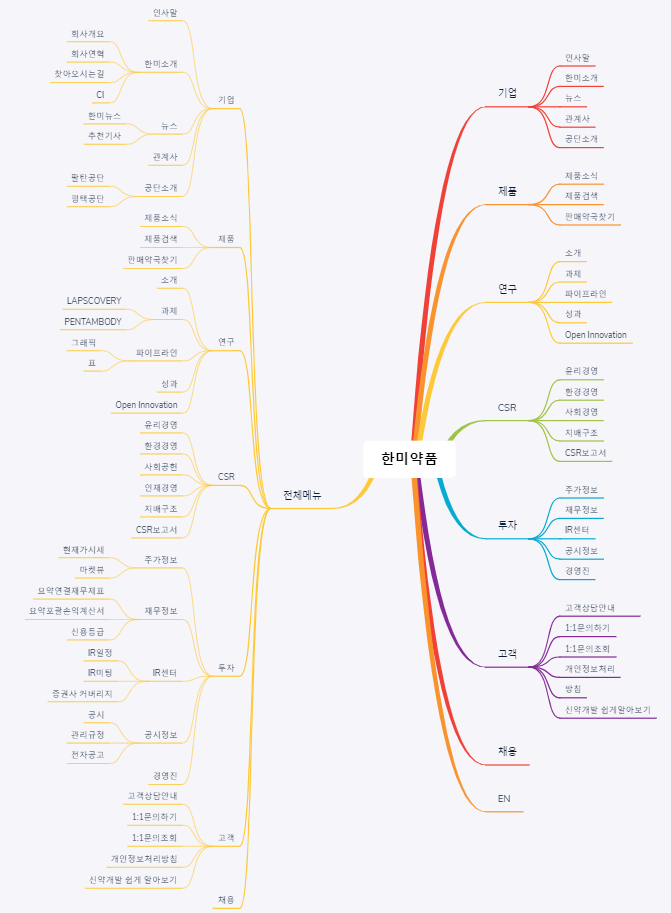 한미약품
기업
인사말
한미소개
뉴스
관계사
공단소개
제품
제품소식
제품검색
판매약국찾기
연구
소개
과제
파이프라인
성과
Open Innovation
CSR
윤리경영
환경경영
사회경영
지배구조
CSR보고서
투자
주가정보
재무정보
IR센터
공시정보
경영진
고객
고객상담안내
1:1문의하기
1:1문의조회
개인정보처리
방침
신약개발 쉽게알아보기
채용
EN
전체메뉴
기업
인사말
한미소개
회사개요
회사연혁
찾아오시는길
CI
뉴스
한미뉴스
추천기사
관계사
공단소개
팔탄공단
평택공단
제품
제품소식
제품검색
판매약국찾기
연구
소개
과제
LAPSCOVERY
PENTAMBODY
파이프라인
그래픽
표
성과
Open Innovation
CSR
윤리경영
환경경영
사회공헌
인재경영
지배구조
CSR보고서
투자
주가정보
현재가시세
마켓뷰
재무정보
요약연결재무제표
요약포괄손익계산서
신용등급
IR센터
IR일정
IR미팅
증권사 커버리지
공시정보
공시
관리규정
전자공고
경영진
고객
고객상담안내
1:1문의하기
1:1문의조회
개인정보처리방침
신약개발 쉽게 알아보기
채용